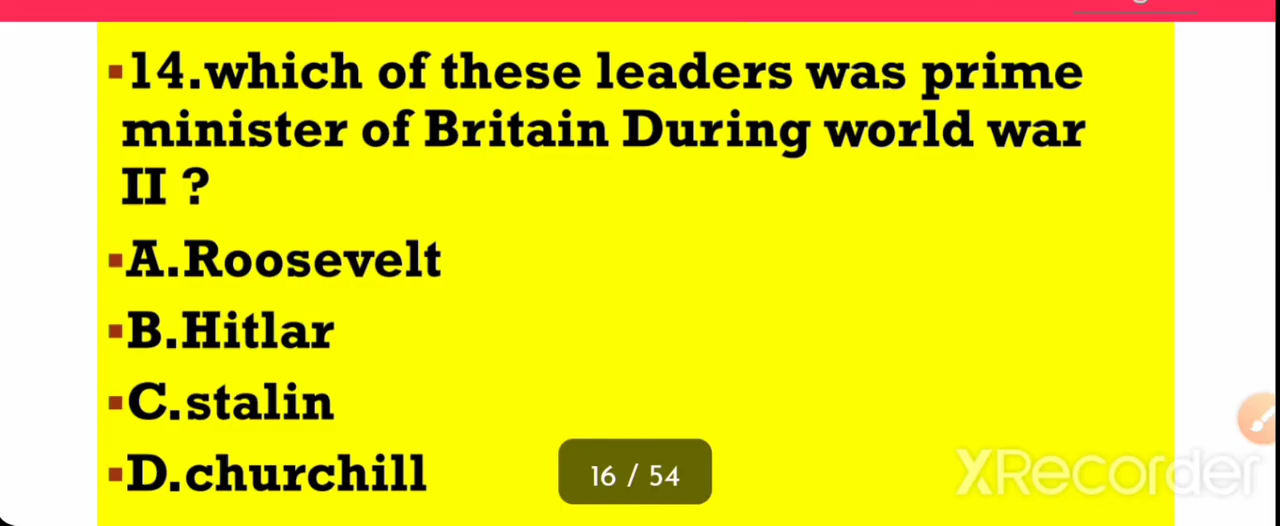 ▪14.which of these leaders was prime
minister of Britain During world war
II ?
▪A.Roosevelt
▪B.Hitlar
▪C.stalin
▪D.churchill
16 / 54
XRecorder